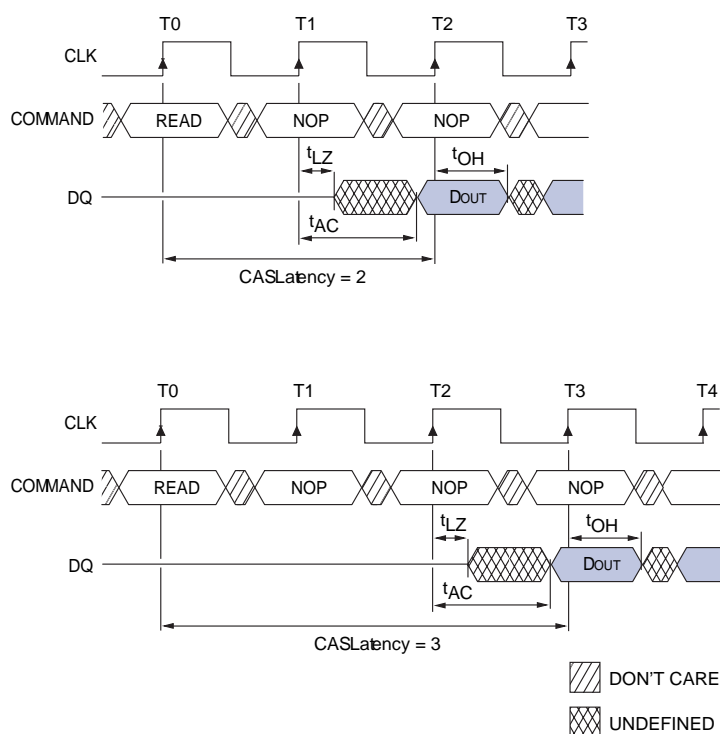 T0 T1 T2 T3
CLK
COMMAND READ NOP NOP
tLZ tOH
DQ DOUT
tAC
CASLatency = 2
T0 T1 T2 T3 T4
CLK
COMMAND READ NOP NOP NOP
tLZ tOH
DQ DOUT
tAC
CASLatency = 3
DON'T CARE
UNDEFINED